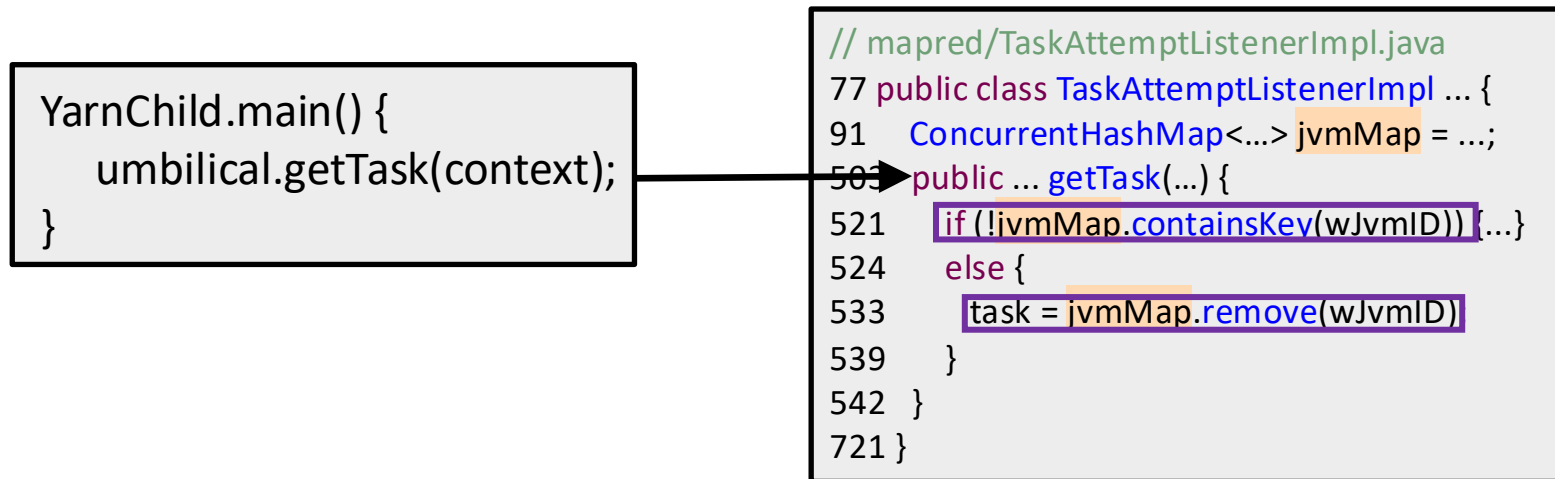 YarnChild.main() {
umbilical.getTask(context);
}
// mapred/TaskAttemptListenerImpl.java
77 public class TaskAttemptListenerImpl ... {
91 ConcurrentHashMap<...> jvmMap = ...;
503 public ... getTask(...) {
521 if (!jvmMap.containsKey(wJvmID)) {...}
524 else {
533 task = jvmMap.remove(wJvmID)
539 }
542 }
721 }